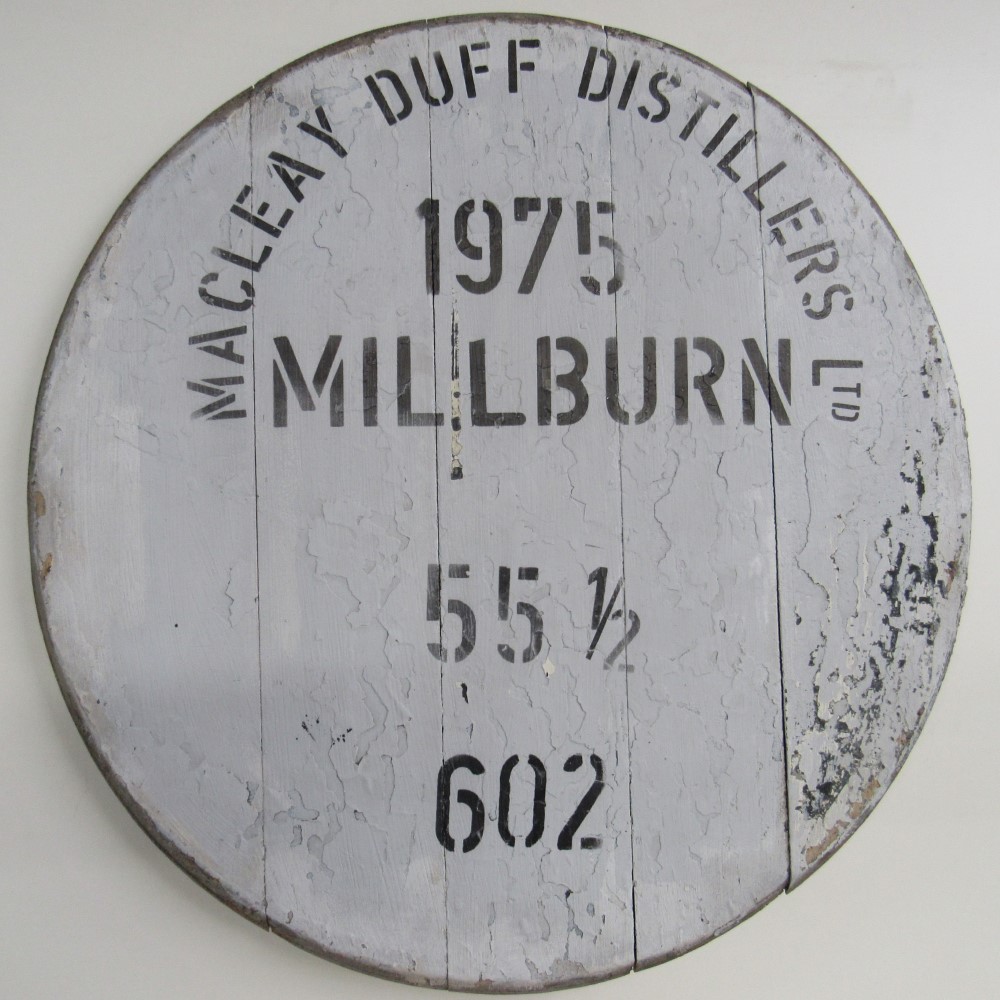 MACLEAY DUFF DISTILLERS LTD
1975
MILLBURN
55 ½
602